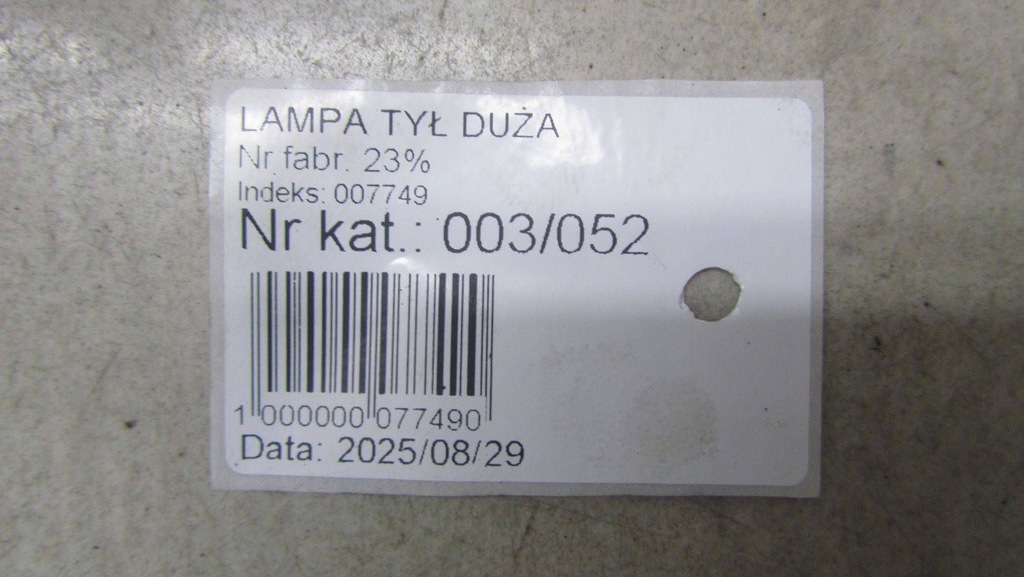 LAMPA TYŁ DUŻA
Nr fabr. 23%
Indeks: 007749
Nr kat.: 003/052
1 000000 077490
Data: 2025/08/29